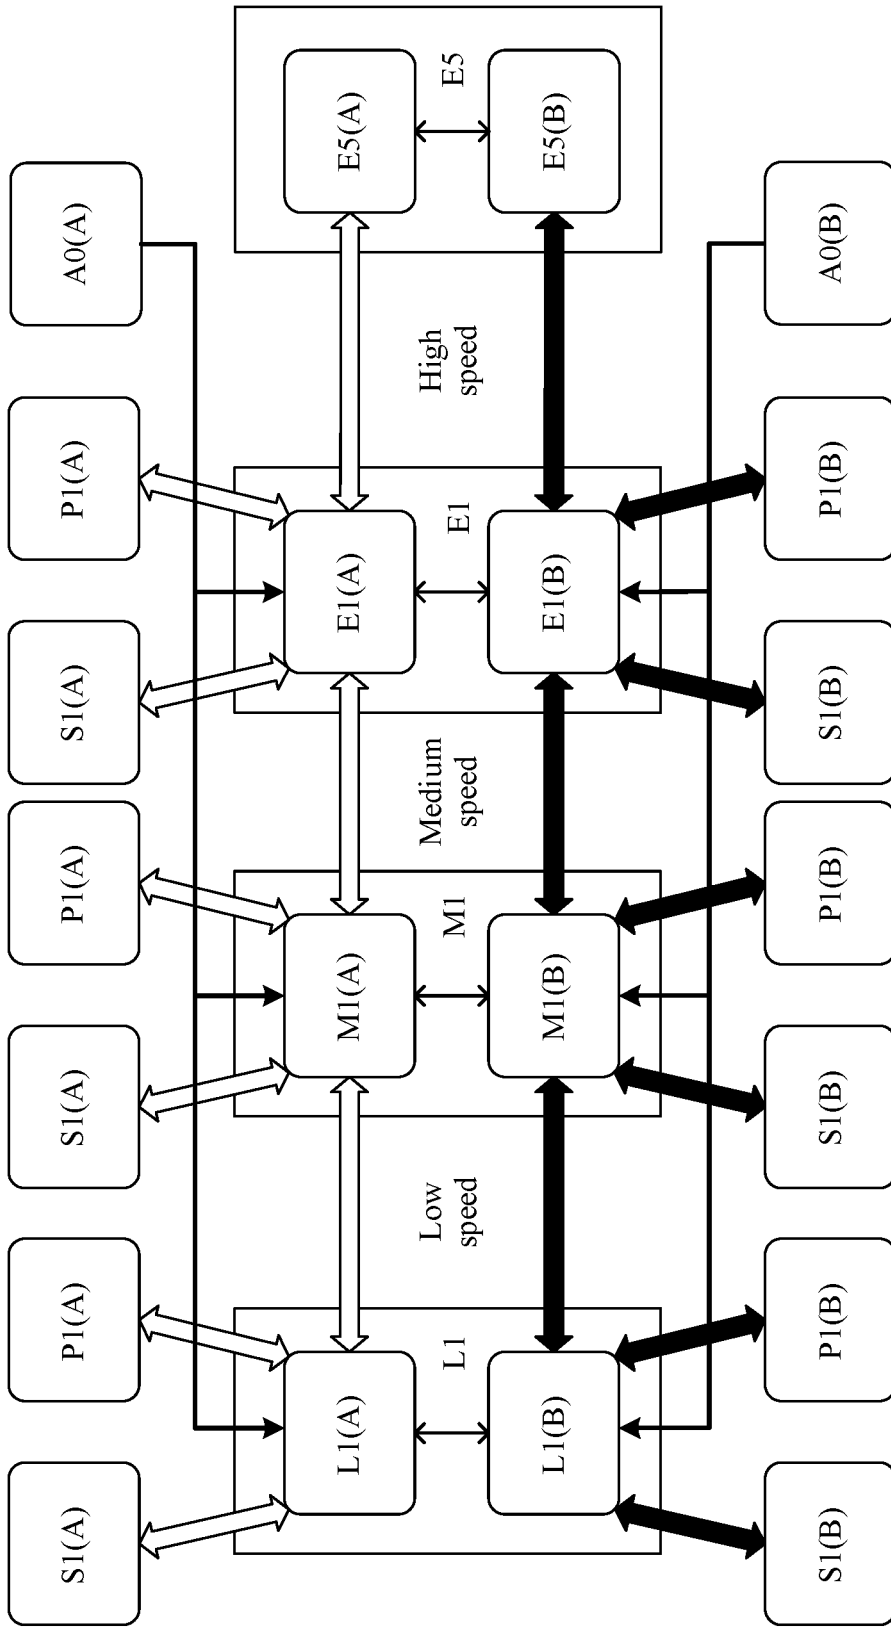 S1(A)
P1(A)
S1(A)
P1(A)
S1(A)
P1(A)
A0(A)
L1(A)
M1(A)
E1(A)
E5(A)
L1
Low
speed
M1
Medium
speed
E1
High
speed
E5
L1(B)
M1(B)
E1(B)
E5(B)
S1(B)
P1(B)
S1(B)
P1(B)
S1(B)
P1(B)
A0(B)